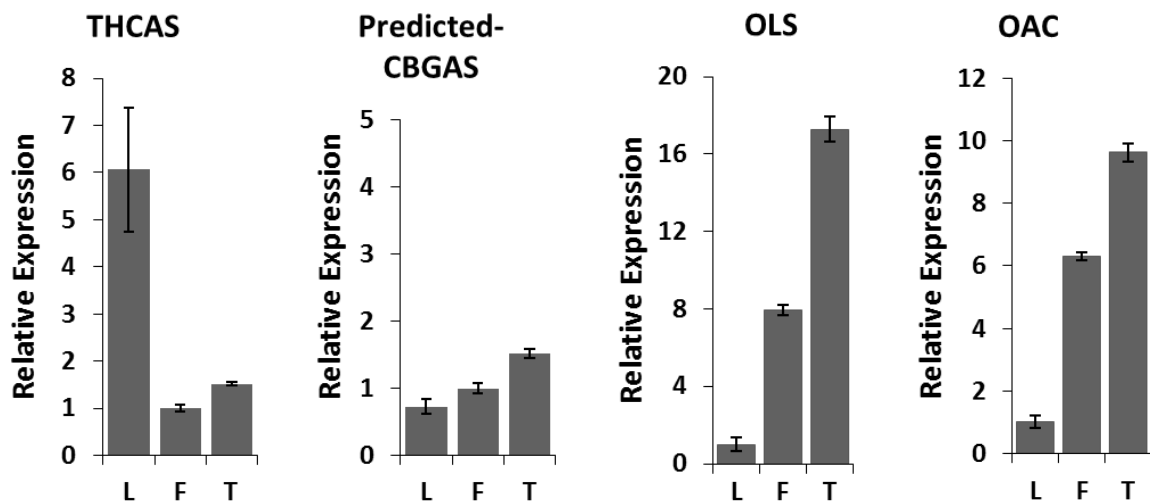 THCAS
8
7
6
5
4
3
2
1
0
Relative Expression
L F T
Predicted-
CBGAS
5
4
3
2
1
0
Relative Expression
L F T
OLS
20
16
12
8
4
0
Relative Expression
L F T
OAC
12
10
8
6
4
2
0
Relative Expression
L F T